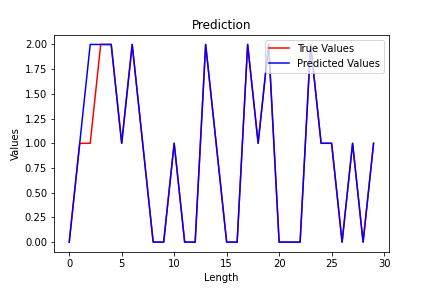 Prediction
True Values
Predicted Values
2.00
1.75
1.50
1.25
1.00
0.75
0.50
0.25
0.00
Values
0 5 10 15 20 25 30
Length